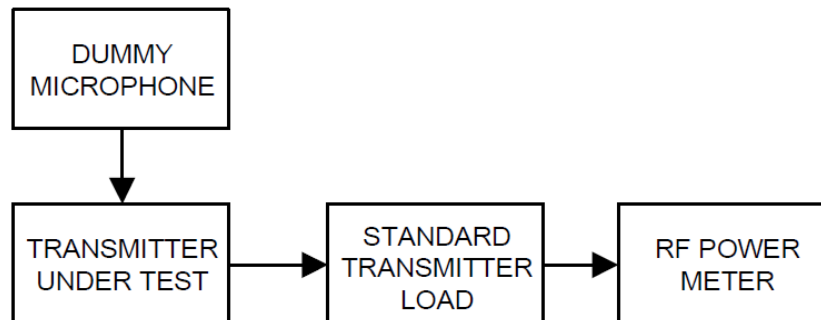 DUMMY
MICROPHONE
TRANSMITTER
UNDER TEST
STANDARD
TRANSMITTER
LOAD
RF POWER
METER